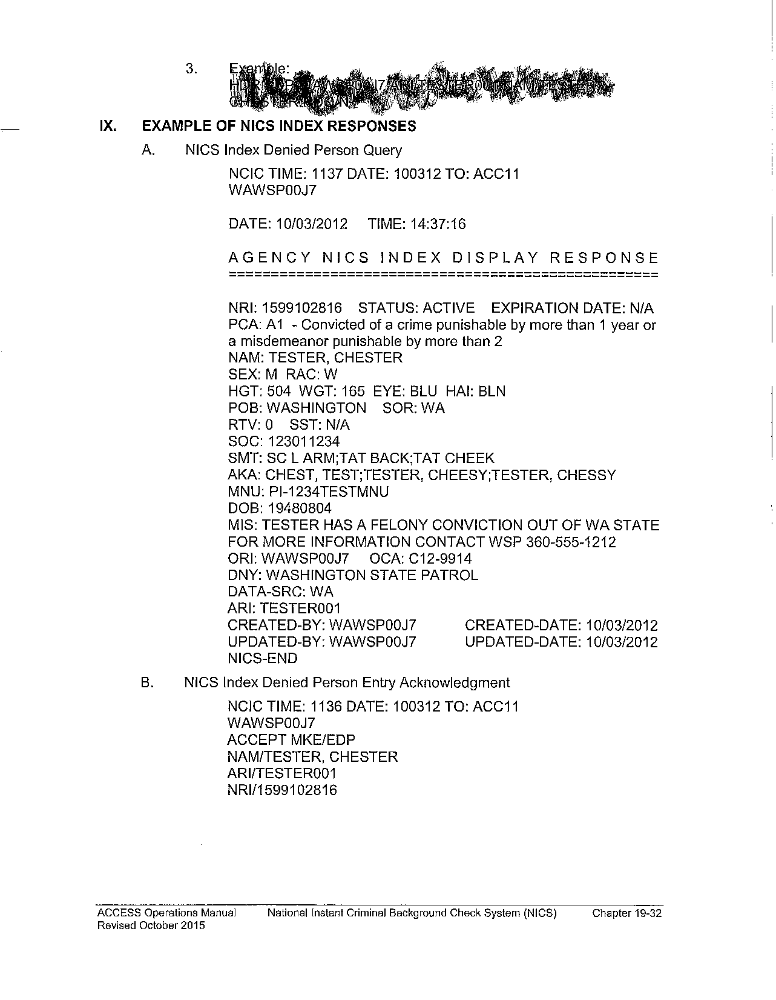 3. Example:
IX. EXAMPLE OF NICS INDEX RESPONSES
A. NICS Index Denied Person Query
NCIC TIME: 1137 DATE: 100312 TO: ACC11
WAWSP00J7
DATE: 10/03/2012 TIME: 14:37:16
A G E N C Y N I C S I N D E X D I S P L A Y R E S P O N S E
===================================================
NRI: 1599102816 STATUS: ACTIVE EXPIRATION DATE: N/A
PCA: A1 - Convicted of a crime punishable by more than 1 year or
a misdemeanor punishable by more than 2
NAM: TESTER, CHESTER
SEX: M RAC: W
HGT: 504 WGT: 165 EYE: BLU HAI: BLN
POB: WASHINGTON SOR: WA
RTV: 0 SST: N/A
SOC: 123011234
SMT: SC L ARM;TAT BACK;TAT CHEEK
AKA: CHEST, TEST;TESTER, CHEESY;TESTER, CHESSY
MNU: PI-1234TESTMNU
DOB: 19480804
MIS: TESTER HAS A FELONY CONVICTION OUT OF WA STATE
FOR MORE INFORMATION CONTACT WSP 360-555-1212
ORI: WAWSP00J7 OCA: C12-9914
DNY: WASHINGTON STATE PATROL
DATA-SRC: WA
ARI: TESTER001
CREATED-BY: WAWSP00J7 CREATED-DATE: 10/03/2012
UPDATED-BY: WAWSP00J7 UPDATED-DATE: 10/03/2012
NICS-END
B. NICS Index Denied Person Entry Acknowledgment
NCIC TIME: 1136 DATE: 100312 TO: ACC11
WAWSP00J7
ACCEPT MKE/EDP
NAM/TESTER, CHESTER
ARI/TESTER001
NRI/1599102816
ACCESS Operations Manual National Instant Criminal Background Check System (NICS) Chapter 19-32
Revised October 2015